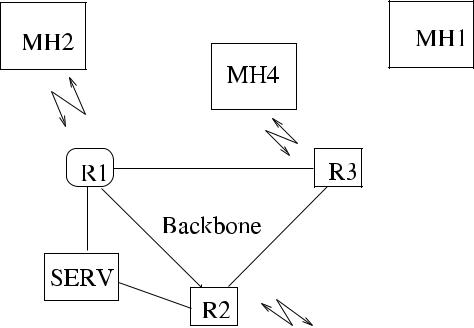 MH2
MH1
MH4
R1
R3
Backbone
SERV
R2